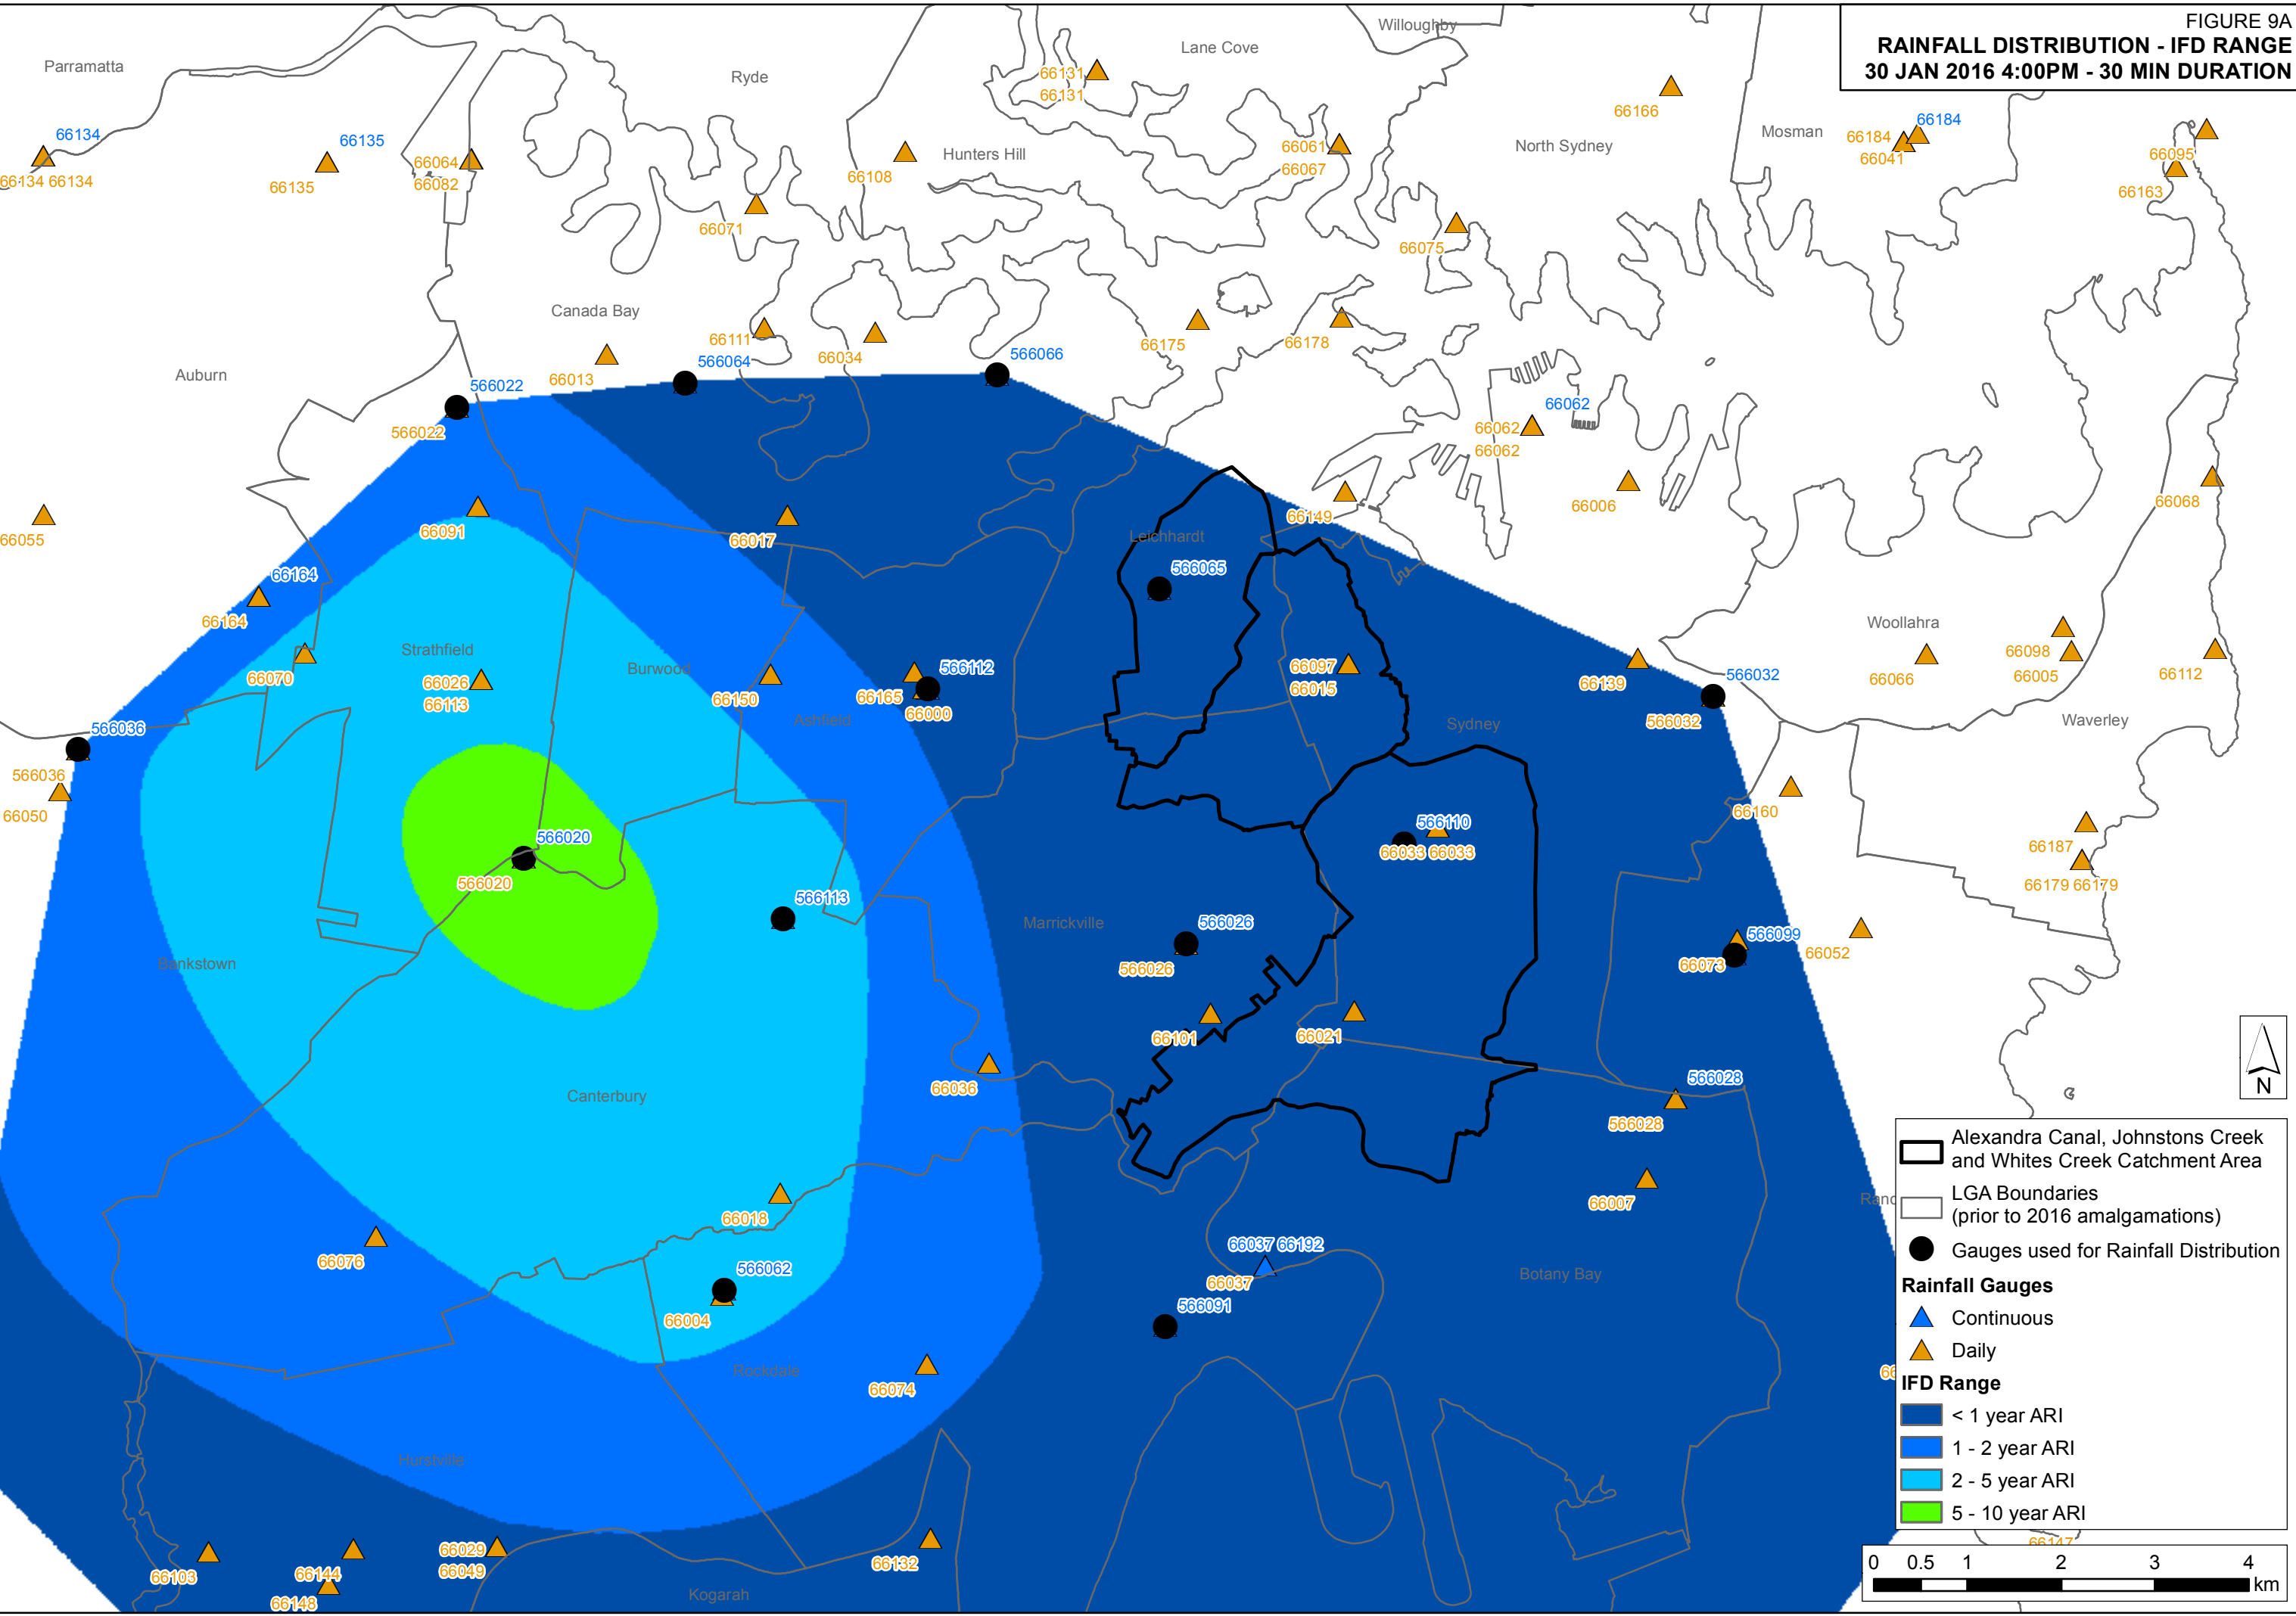 FIGURE 9A
RAINFALL DISTRIBUTION - IFD RANGE
30 JAN 2016 4:00PM - 30 MIN DURATION
Willoughby
Lane Cove
Parramatta
Ryde
66131
66131
66166
66134
66135
66184
66184
Mosman
66041
66095
66163
66134 66134
66135
66064
66082
66108
Hunters Hill
66061
66067
North Sydney
66071
66075
Canada Bay
66111
66034
66175
66178
Auburn
66013
566064
566066
566022
566022
66062
66062
66062
66091
66017
66149
66006
66068
66055
Leichhardt
66164
66164
566065
Woollahra
Strathfield
Burwood
66070
66026
66113
66150
66165
566112
66000
66097
66015
66139
566032
566032
66066
66098
66005
66112
566036
Ashfield
Sydney
Waverley
566036
66050
66160
566020
566020
566110
66033 66033
66187
66179 66179
566113
Marrickville
566026
566026
566099
66073
66052
Bankstown
66101
66021
66036
Canterbury
566028
566028
66018
66007
66076
66037 66192
66037
Botany Bay
566062
66004
566091
Rockdale
66074
Hurstville
66103
66144
66148
66029
66049
66132
Kogarah
66147
N
Alexandra Canal, Johnstons Creek
and Whites Creek Catchment Area
LGA Boundaries
(prior to 2016 amalgamations)
Gauges used for Rainfall Distribution
Rainfall Gauges
Continuous
Daily
IFD Range
< 1 year ARI
1 - 2 year ARI
2 - 5 year ARI
5 - 10 year ARI
0 0.5 1 2 3 4
km